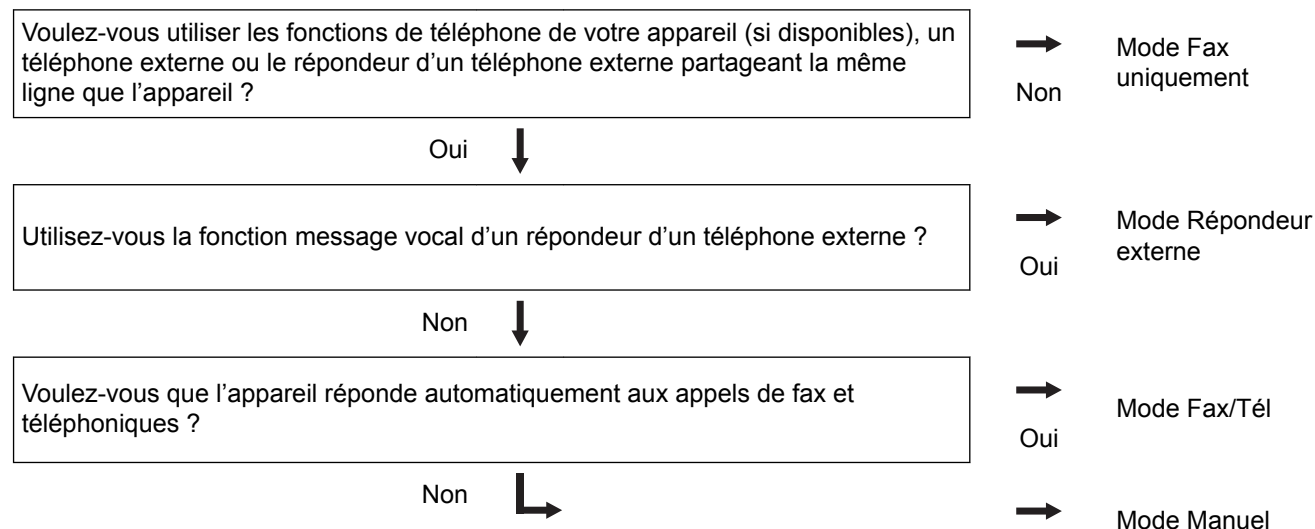 Voulez-vous utiliser les fonctions de téléphone de votre appareil (si disponibles), un
téléphone externe ou le répondeur d’un téléphone externe partageant la même
ligne que l’appareil ?
Non
Mode Fax
uniquement
Oui
Utilisez-vous la fonction message vocal d’un répondeur d’un téléphone externe ?
Oui
Mode Répondeur
externe
Non
Voulez-vous que l’appareil réponde automatiquement aux appels de fax et
téléphoniques ?
Oui
Mode Fax/Tél
Non
Mode Manuel